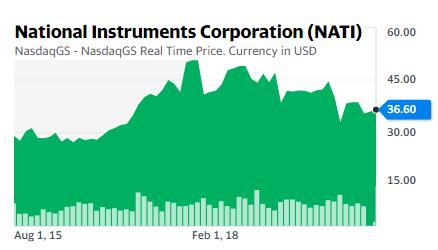 National Instruments Corporation (NATI)
NasdaqGS - NasdaqGS Real Time Price. Currency in USD
60.00
45.00
36.60
30.00
15.00
Aug 1, 15 Feb 1, 18